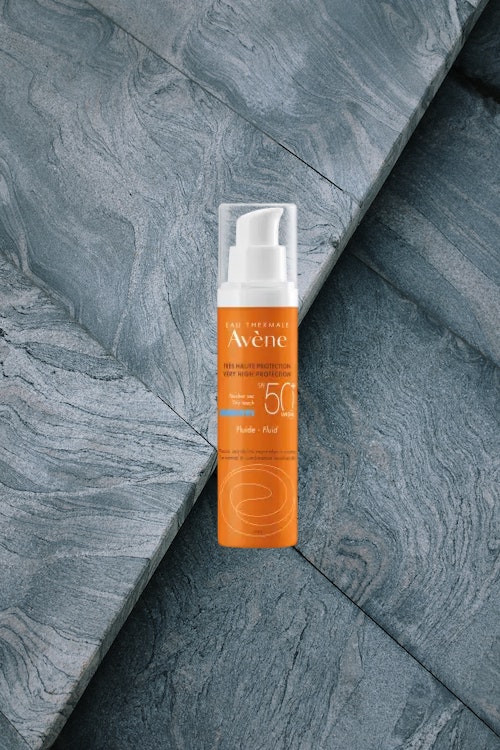 EAU THERMALE
Avène
TRÈS HAUTE PROTECTION
VERY HIGH PROTECTION
SPF
50+
Toucher sec
Dry touch
Fluide - Fluid